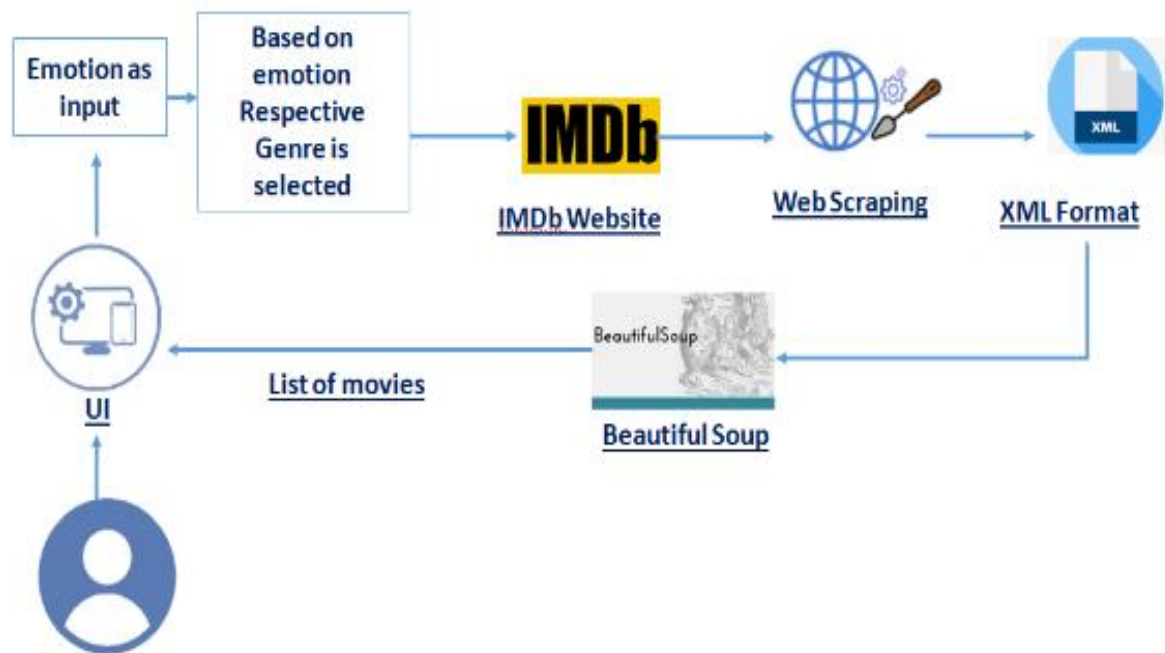 Emotion as
input
Based on
emotion
Respective
Genre is
selected
IMDb
IMDb Website
Web Scraping
XML
XML Format
BeautifulSoup
Beautiful Soup
List of movies
UI